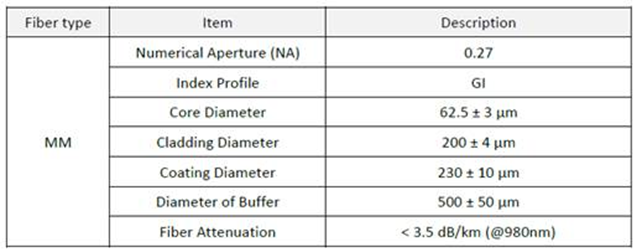 Fiber type Item Description
MM
Numerical Aperture (NA) 0.27
Index Profile GI
Core Diameter 62.5 ± 3 μm
Cladding Diameter 200 ± 4 μm
Coating Diameter 230 ± 10 μm
Diameter of Buffer 500 ± 50 μm
Fiber Attenuation < 3.5 dB/km (@980nm)